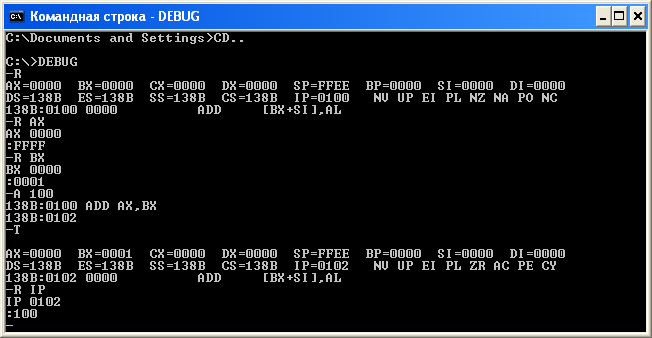 Командная строка - DEBUG
C:\Documents and Settings>CD..
C:\>DEBUG
-R
AX=0000  BX=0000  CX=0000  DX=0000  SP=FFEE  BP=0000  SI=0000  DI=0000
DS=138B  ES=138B  SS=138B  CS=138B  IP=0100   NV UP EI PL NZ NA PO NC
138B:0100 0000          ADD     [BX+SI],AL
-R AX
AX 0000
:FFFF
-R BX
BX 0000
:0001
-A 100
138B:0100 ADD AX,BX
138B:0102
-T
AX=0000  BX=0001  CX=0000  DX=0000  SP=FFEE  BP=0000  SI=0000  DI=0000
DS=138B  ES=138B  SS=138B  CS=138B  IP=0102   NV UP EI PL ZR AC PE CY
138B:0102 0000          ADD     [BX+SI],AL
-R IP
IP 0102
:100
-